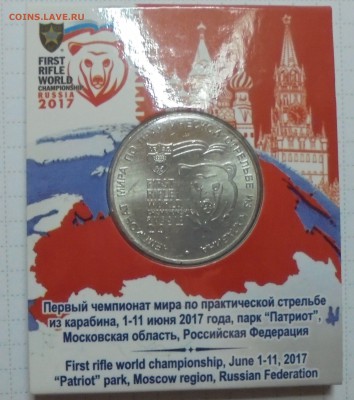 COINS.LAVE.RU
FIRST
RIFLE WORLD
CHAMPIONSHIP
RUSSIA
2017
Первый чемпионат мира по практической стрельбе
из карабина, 1-11 июня 2017 года, парк "Патриот",
Московская область, Российская Федерация
First rifle world championship, June 1-11, 2017
"Patriot" park, Moscow region, Russian Federation